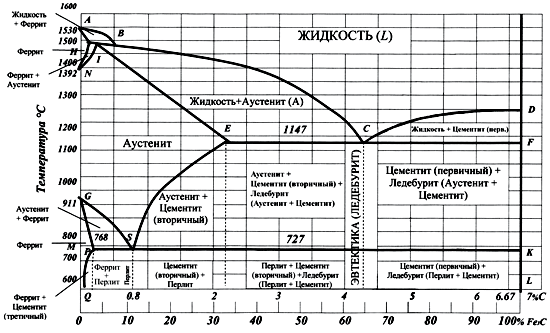 1600
Жидкость
+ Феррит
A
1530
1500
B
ЖИДКОСТЬ (L)
Феррит
H
I
1400
1392
N
Феррит +
Аустенит
1300
Жидкость+Аустенит (А)
D
Жидкость + Цементит (перв.)
1200
E
1147
C
F
1100
Аустенит
Температура °C
Аустенит +
Цементит (вторичный) +
Ледебурит
(Аустенит + Цементит)
ЭВТЕКТИКА (ЛЕДЕБУРИТ)
Цементит (первичный) +
Ледебурит (Аустенит +
Цементит)
1000
911
G
Аустенит +
Цементит
(вторичный)
Аустенит
+ Феррит
800
768
S
727
Феррит
M
P
K
700
600
Феррит
+
Перлит
Перлит
Цементит
(вторичный) +
Перлит
Перлит + Цементит
(вторичный) +Ледебурит
(Перлит + Цементит)
Цементит (первичный) +
Ледебурит (Перлит + Цементит)
L
Феррит +
Цементит
(третичный)
Q
0.8
2
3
4
5
6
6.67
7%C
0
10
20
30
40
50
60
70
80
90
100% Fe₃C